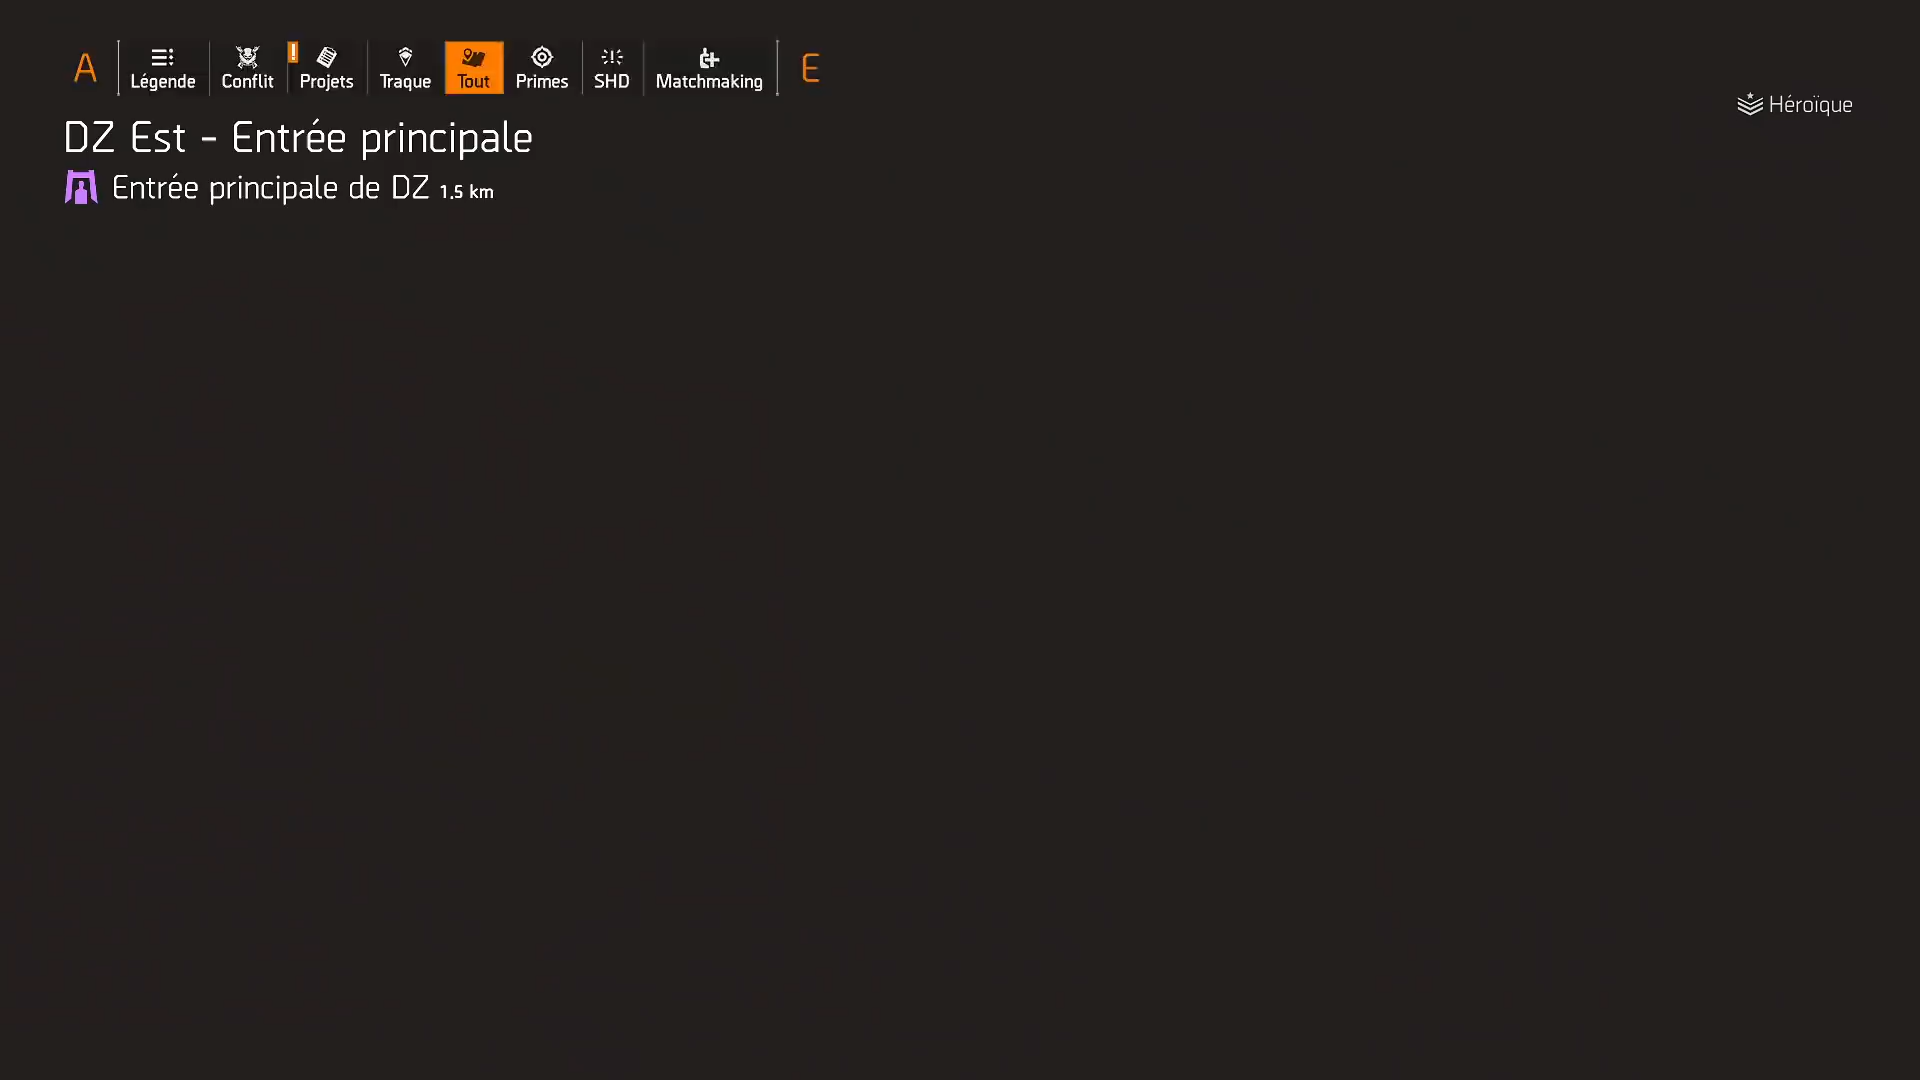 A Légende Conflit ! Projets Traque Tout Primes SHD Matchmaking E
Héroïque
DZ Est - Entrée principale
Entrée principale de DZ 1,5 km